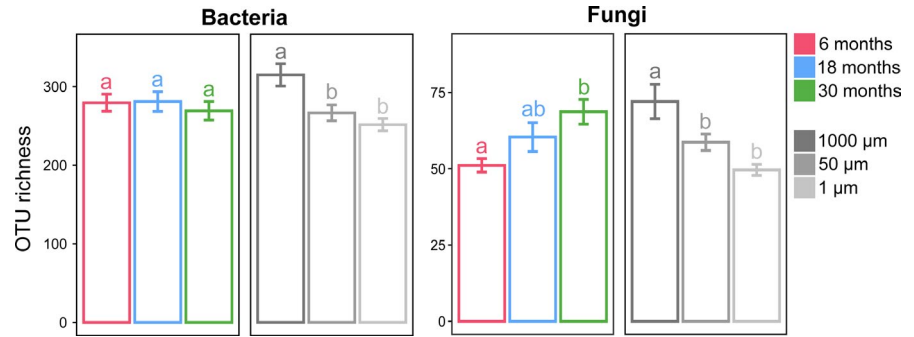 Bacteria
Fungi
OTU richness
300
200
100
0
a
a
a
a
b
b
75
50
25
0
a
ab
b
a
b
b
6 months
18 months
30 months
1000 µm
50 µm
1 µm